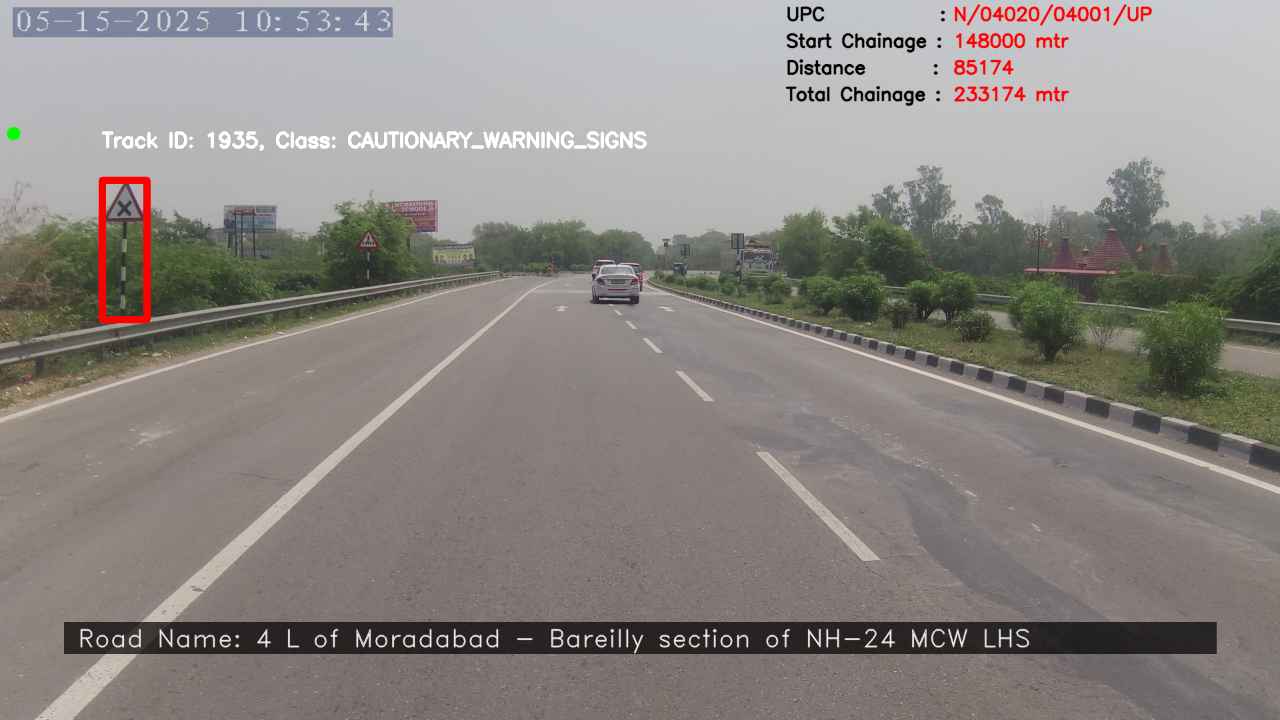 05-15-2025 10:53:43
UPC : N/04020/04001/UP
Start Chainage : 148000 mtr
Distance : 85174
Total Chainage : 233174 mtr
Track ID: 1935, Class: CAUTIONARY_WARNING_SIGNS
Road Name: 4 L of Moradabad - Bareilly section of NH-24 MCW LHS